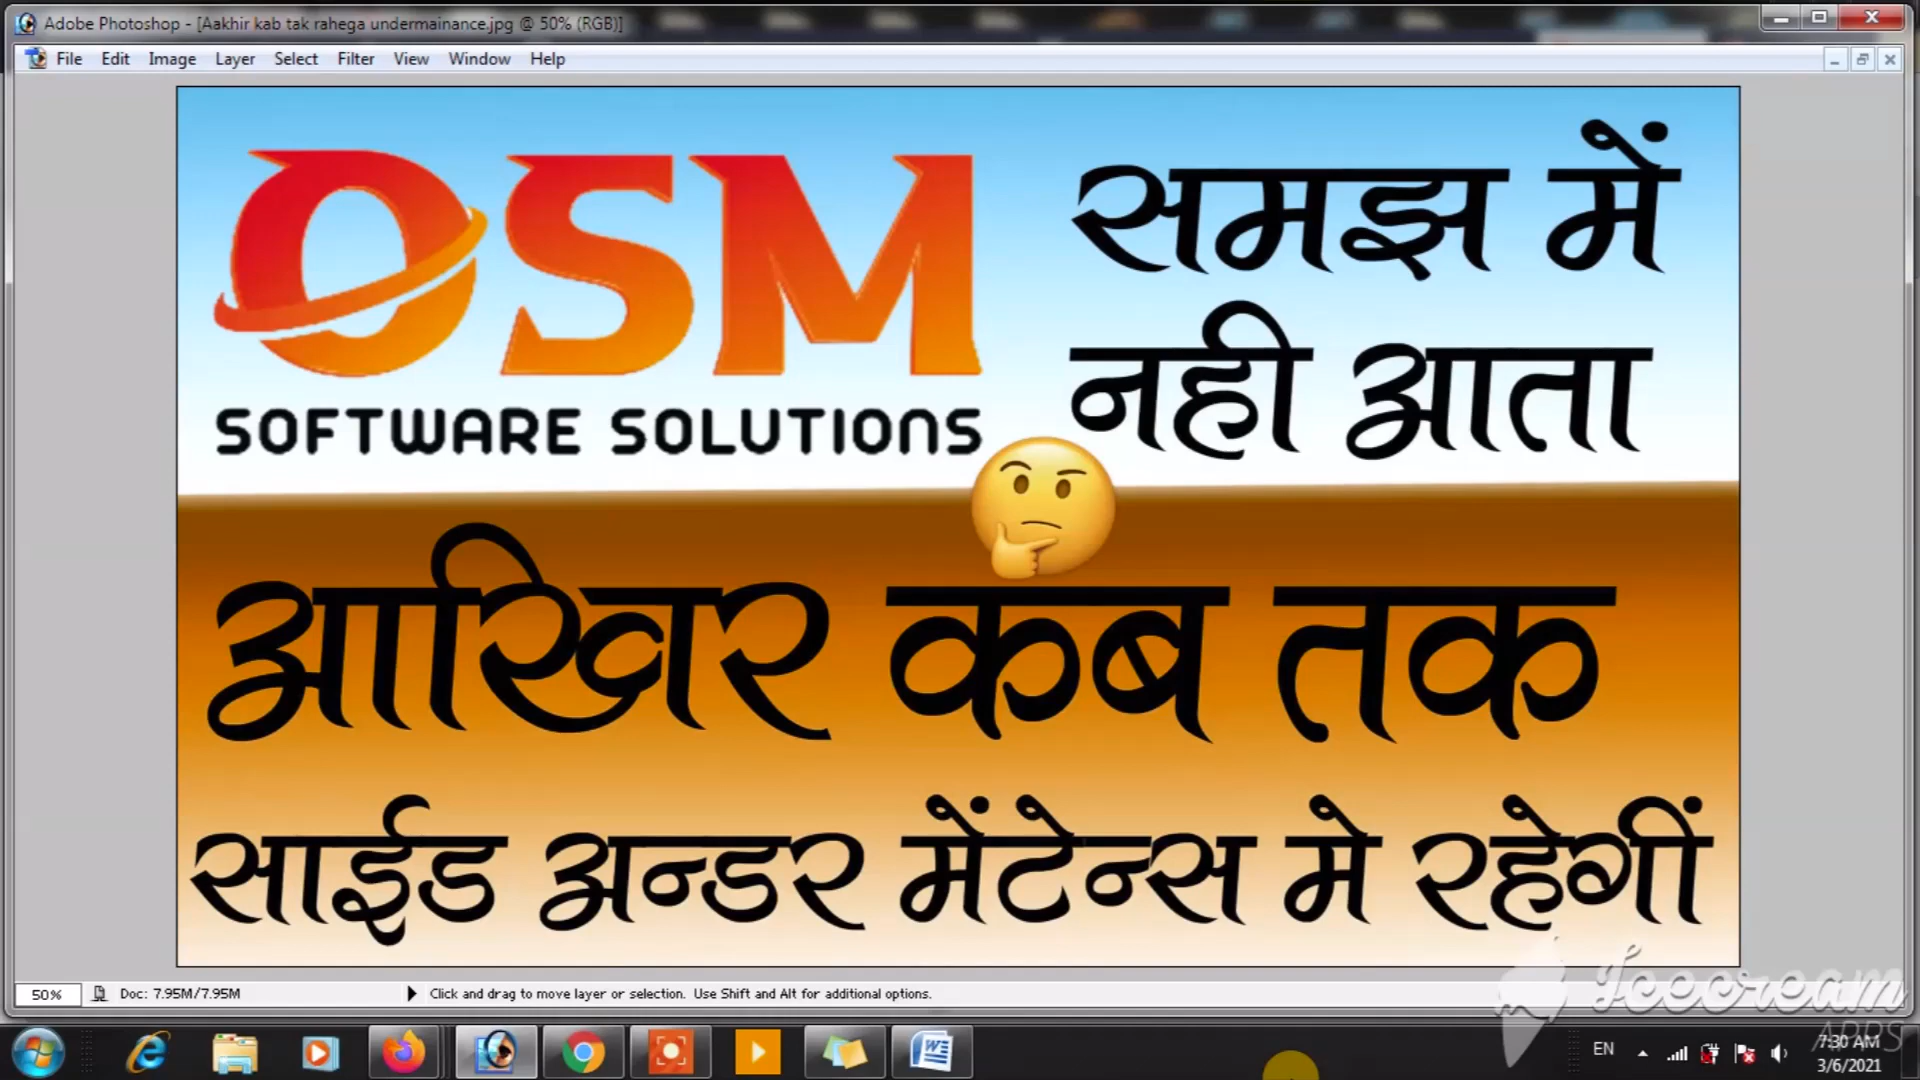 Adobe Photoshop - [Aakhir kab tak rahega undermainance.jpg @ 50% (RGB)]
File Edit Image Layer Select Filter View Window Help
OSM
SOFTWARE SOLUTIONS
समझ में
नही आता
आखिर कब तक
साईड अन्डर मेंटेन्स मे रहेगीं
50% Doc: 7.95M/7.95M Click and drag to move layer or selection. Use Shift and Alt for additional options.
Icecream
APPS
EN 7:30 AM
3/6/2021